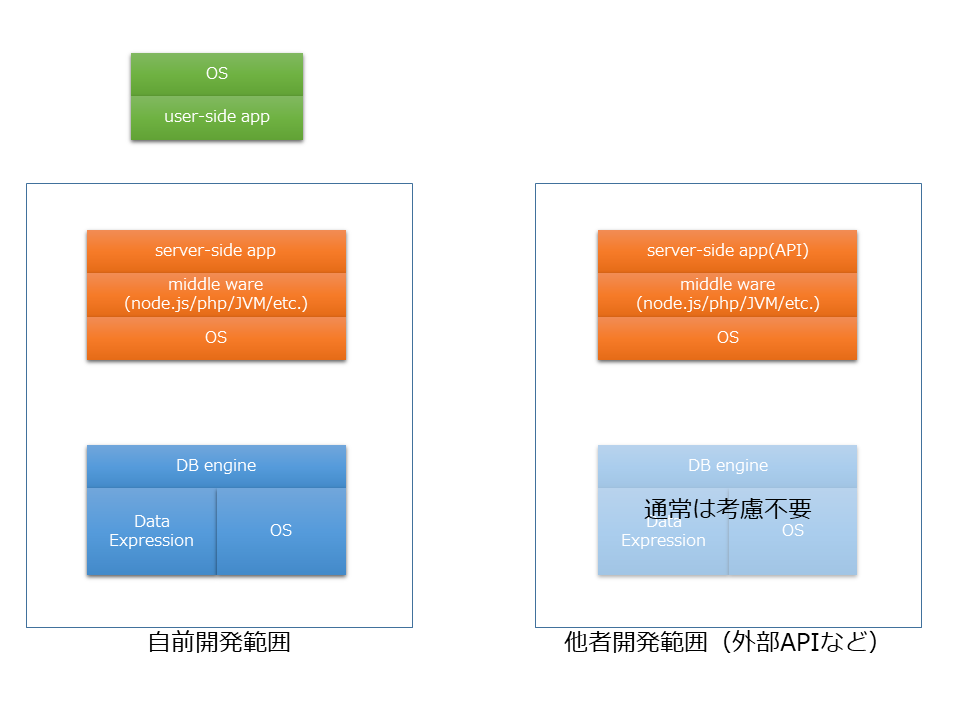 OS
user-side app
server-side app
middle ware
(node.js/php/JVM/etc.)
OS
DB engine
Data
Expression
OS
自前開発範囲
server-side app(API)
middle ware
(node.js/php/JVM/etc.)
OS
DB engine
通常は考慮不要
Data
Expression
OS
他者開発範囲（外部APIなど）